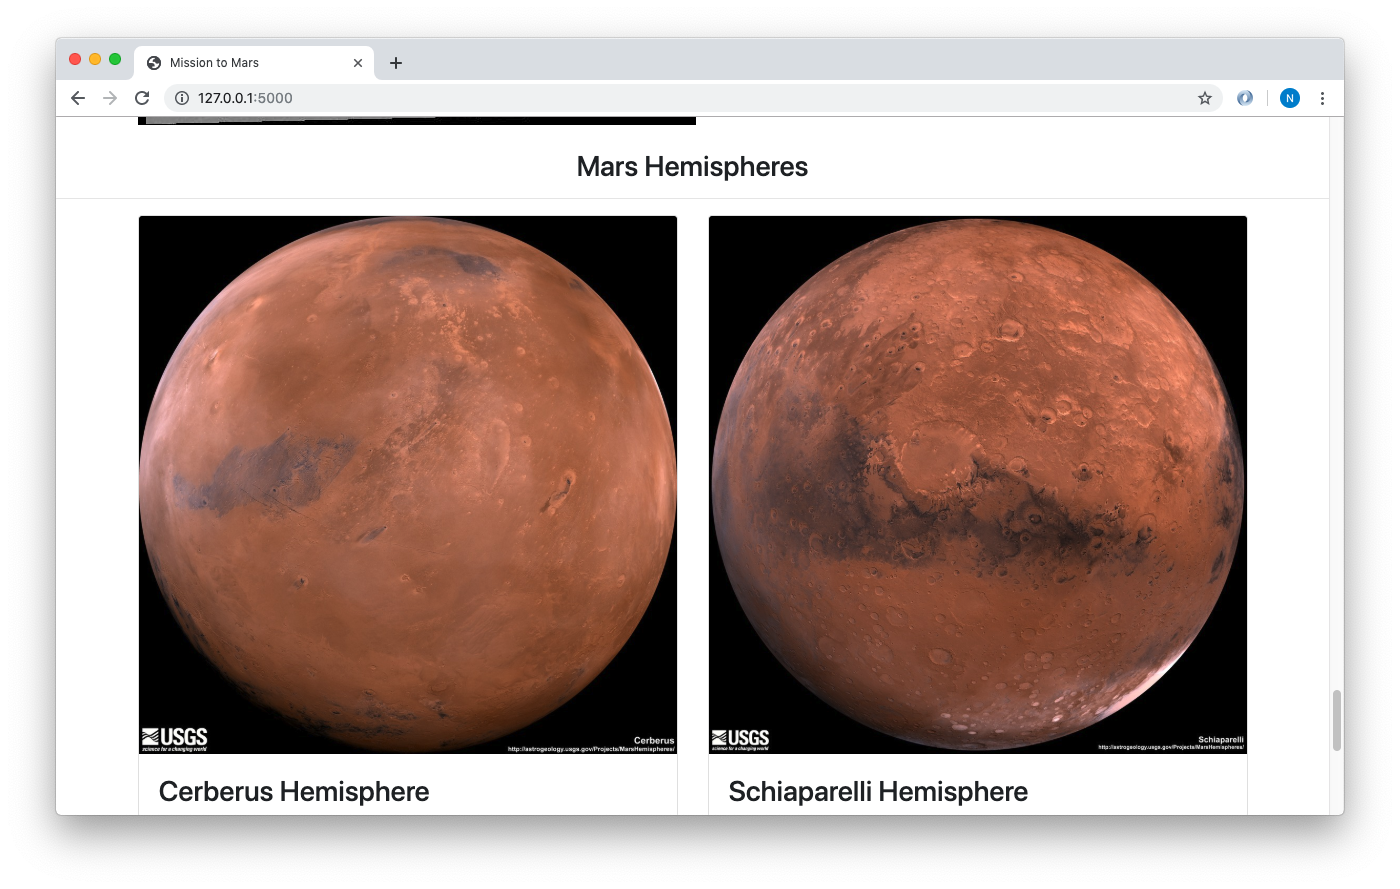 Mission to Mars
127.0.0.1:5000
N
Mars Hemispheres
USGS
science for a changing world
Cerberus
http://astrogeology.usgs.gov/Projects/MarsHemispheres/
USGS
science for a changing world
Schiaparelli
http://astrogeology.usgs.gov/Projects/MarsHemispheres/
Cerberus Hemisphere
Schiaparelli Hemisphere